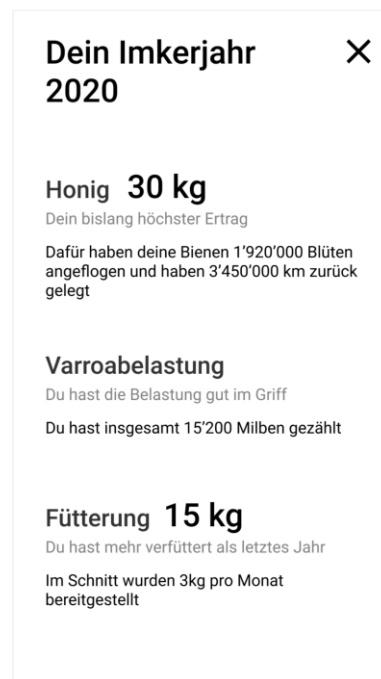 Dein Imkerjahr
2020
Honig 30 kg
Dein bislang höchster Ertrag
Dafür haben deine Bienen 1’920’000 Blüten
angeflogen und haben 3’450’000 km zurück
gelegt
Varroabelastung
Du hast die Belastung gut im Griff
Du hast insgesamt 15’200 Milben gezählt
Fütterung 15 kg
Du hast mehr verfüttert als letztes Jahr
Im Schnitt wurden 3kg pro Monat
bereitgestellt